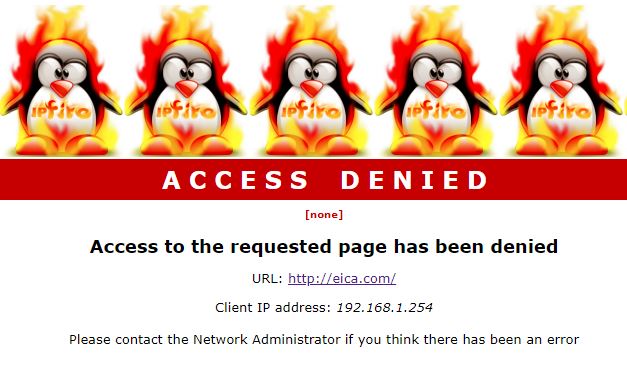 IPFire IPFire IPFire IPFire IPFire
ACCESS DENIED
[none]
Access to the requested page has been denied
URL: http://eica.com/
Client IP address: 192.168.1.254
Please contact the Network Administrator if you think there has been an error